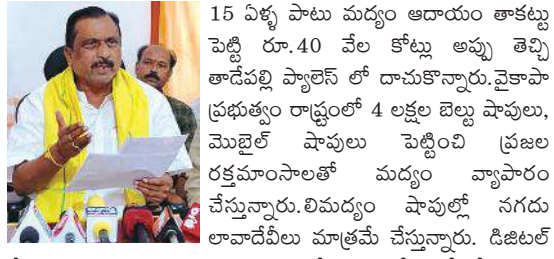 15 ఏళ్ళ పాటు మద్యం ఆదాయం తాకట్టు
పెట్టి రూ.40 వేల కోట్లు అప్పు తెచ్చి
తాడేపల్లి ప్యాలెస్ లో దాచుకొన్నారు.వైకాపా
ప్రభుత్వం రాష్ట్రంలో 4 లక్షల బెల్టు షాపులు,
మొబైల్ షాపులు పెట్టించి ప్రజల
రక్తమాంసాలతో మద్యం వ్యాపారం
చేస్తున్నారు.లిమద్యం షాపుల్లో నగదు
లావాదేవీలు మాత్రమే చేస్తున్నారు. డిజిటల్